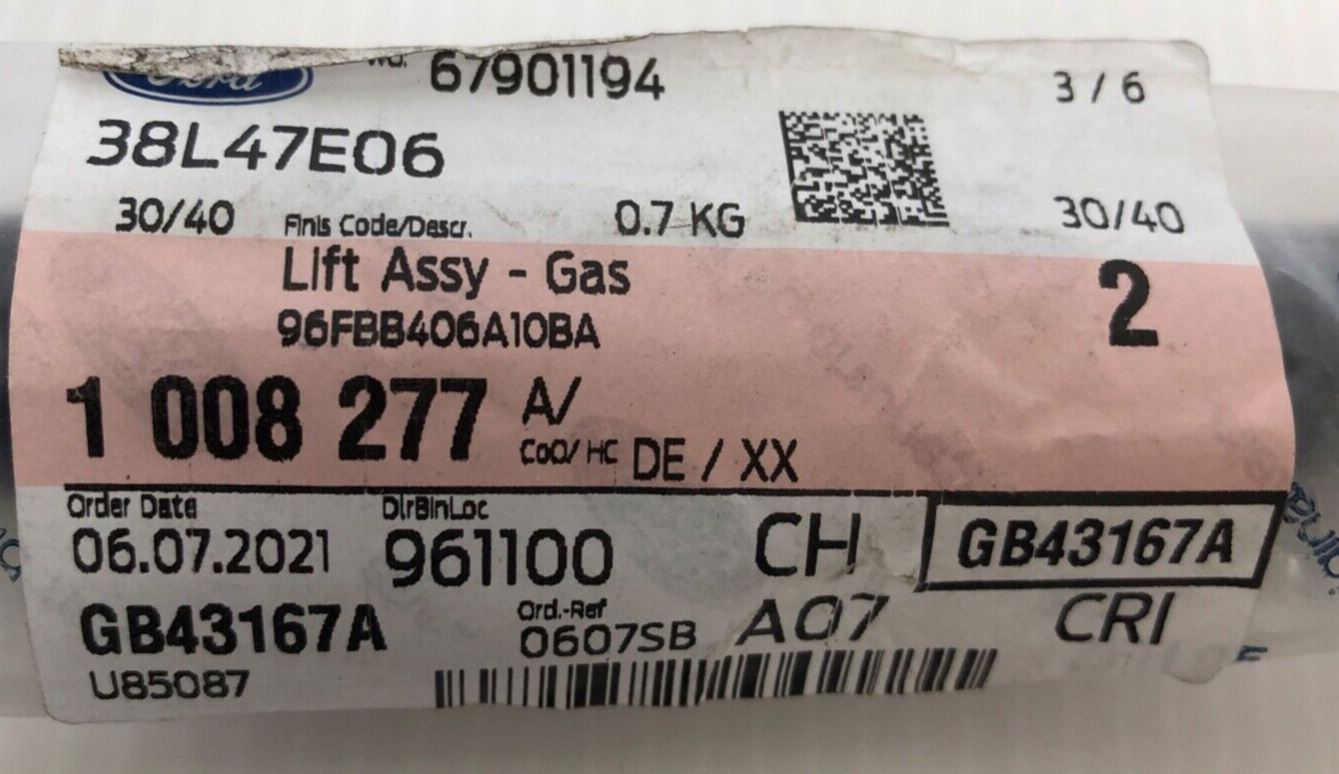 Ford
67901194
3 / 6
38L47E06
30/40 Finis Code/Descr. 0.7 KG 30/40
Lift Assy - Gas
2
96FBB406A10BA
1 008 277 A/
CoO/ HC DE / XX
Order Date DlrBinLoc
06.07.2021 961100 CH GB43167A
GB43167A Ord.-Ref 0607SB A07 CRI
U85087